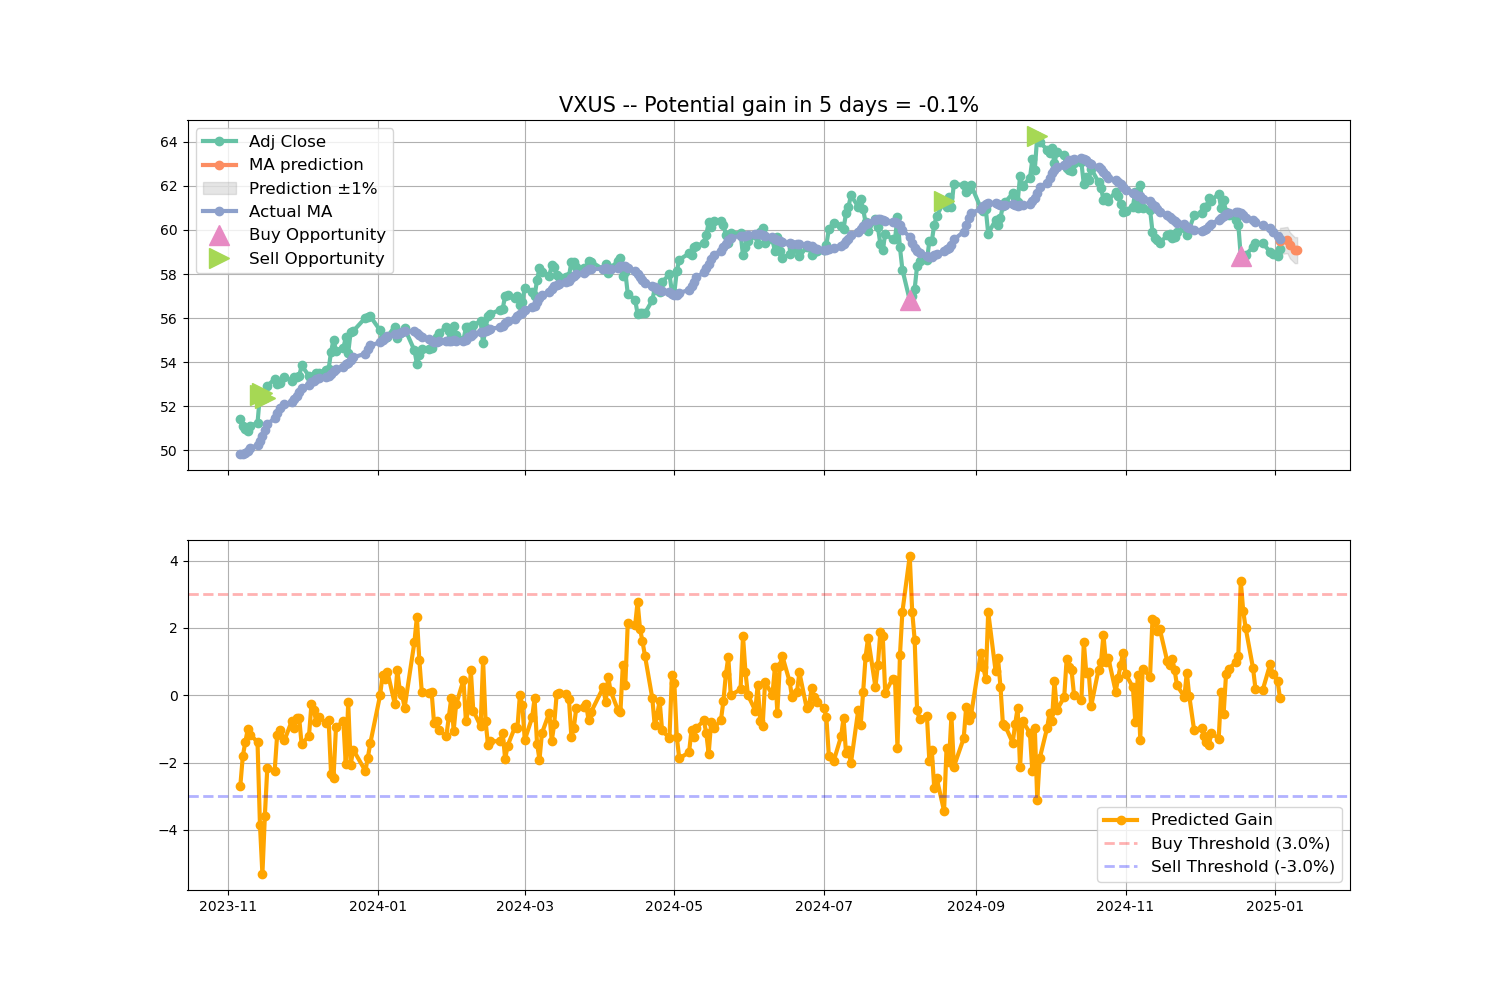 VXUS -- Potential gain in 5 days = -0.1%
64
62
60
58
56
54
52
50
Adj Close
MA prediction
Prediction ±1%
Actual MA
Buy Opportunity
Sell Opportunity
4
2
0
−2
−4
Predicted Gain
Buy Threshold (3.0%)
Sell Threshold (-3.0%)
2023-11 2024-01 2024-03 2024-05 2024-07 2024-09 2024-11 2025-01